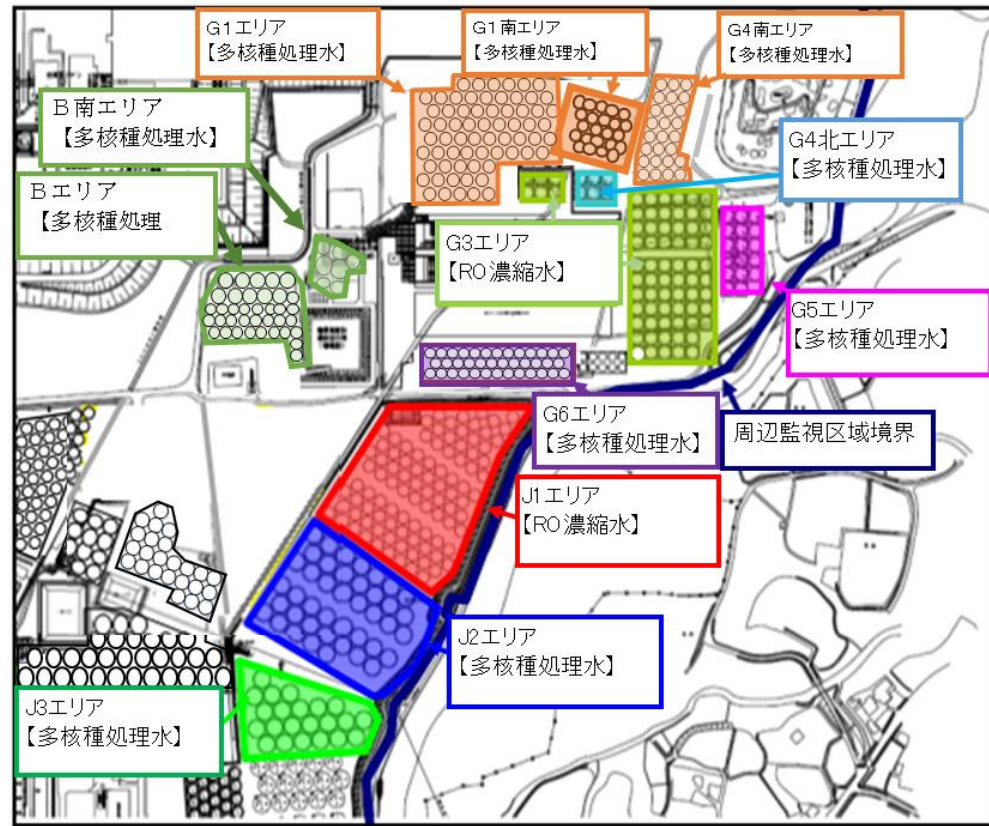 G1エリア
【多核種処理水】
G1南エリア
【多核種処理水】
G4南エリア
【多核種処理水】
B南エリア
【多核種処理水】
G4北エリア
【多核種処理水】
Bエリア
【多核種処理
G3エリア
【RO濃縮水】
G5エリア
【多核種処理水】
G6エリア
【多核種処理水】
周辺監視区域境界
J1エリア
【RO濃縮水】
J2エリア
【多核種処理水】
J3エリア
【多核種処理水】